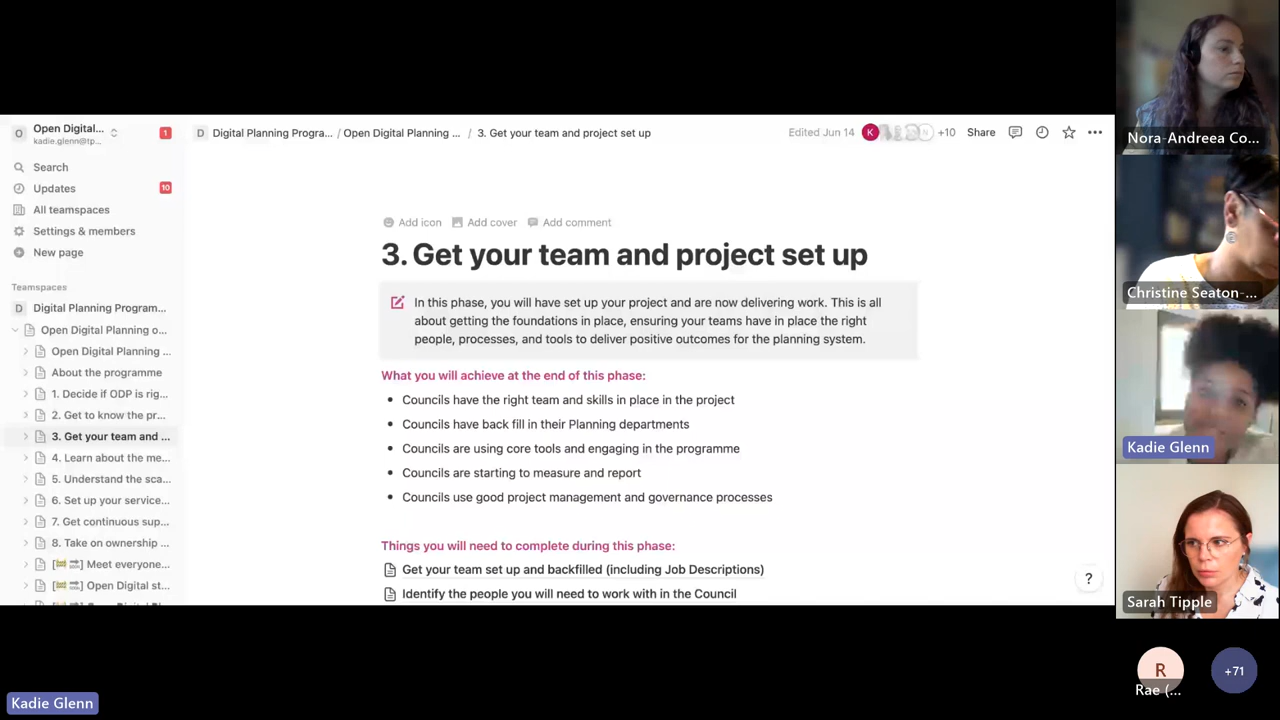 O
Open Digital...
1
kadie.glenn@tp...
Search
Updates
10
All teamspaces
Settings & members
New page
Teamspaces
D Digital Planning Program...
Open Digital Planning o...
Open Digital Planning ...
About the programme
1. Decide if ODP is rig...
2. Get to know the pr...
3. Get your team and ...
4. Learn about the me...
5. Understand the sca...
6. Set up your service...
7. Get continuous sup...
8. Take on ownership ...
Meet everyone...
Open Digital st...
D Digital Planning Progra... / Open Digital Planning ... / 3. Get your team and project set up
Edited Jun 14 K +10 Share
Add icon Add cover Add comment
3. Get your team and project set up
In this phase, you will have set up your project and are now delivering work. This is all
about getting the foundations in place, ensuring your teams have in place the right
people, processes, and tools to deliver positive outcomes for the planning system.
What you will achieve at the end of this phase:
• Councils have the right team and skills in place in the project
• Councils have back fill in their Planning departments
• Councils are using core tools and engaging in the programme
• Councils are starting to measure and report
• Councils use good project management and governance processes
Things you will need to complete during this phase:
Get your team set up and backfilled (including Job Descriptions)
Identify the people you will need to work with in the Council
?
Nora-Andreea Co...
Christine Seaton-...
Kadie Glenn
Sarah Tipple
R
Rae (...
+71
Kadie Glenn